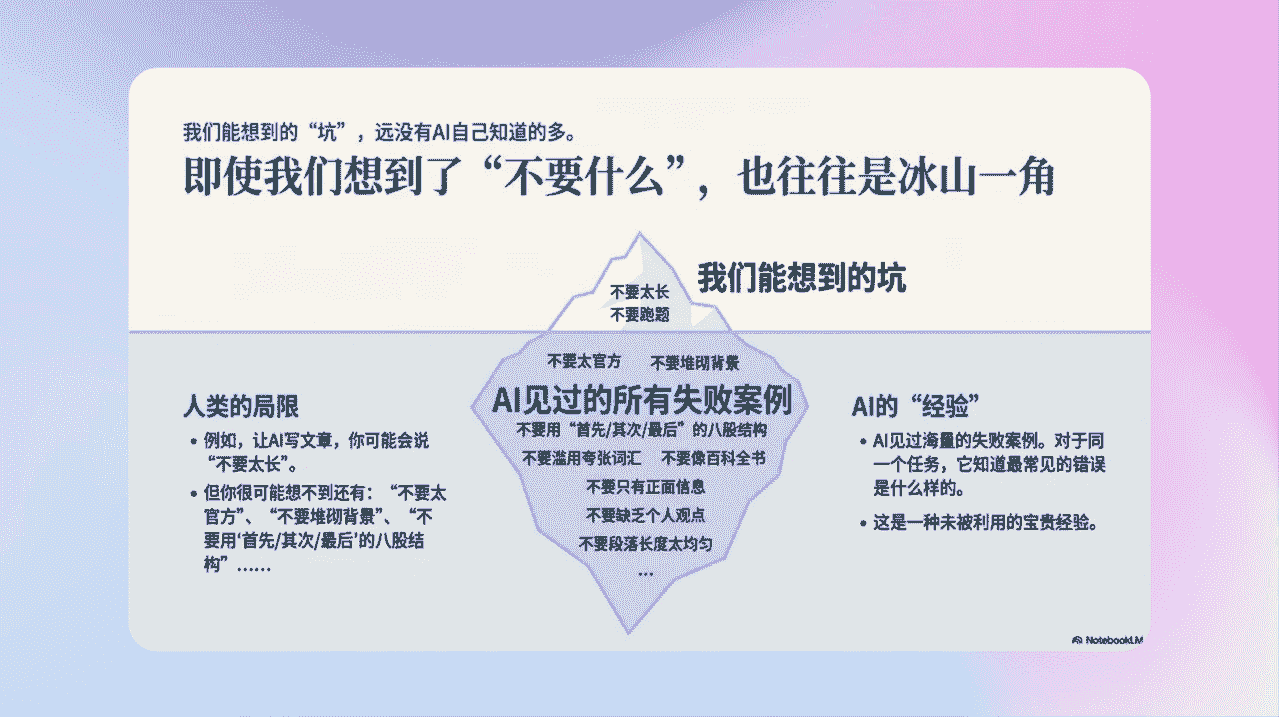 我们能想到的“坑”，远没有AI自己知道的多。
即使我们想到了“不要什么”，也往往是冰山一角
我们能想到的坑
不要太长
不要跑题
不要太官方 不要堆砌背景
AI见过的所有失败案例
不要用“首先/其次/最后”的八股结构
不要滥用夸张词汇 不要像百科全书
不要只有正面信息
不要缺乏个人观点
不要段落长度太均匀
...
人类的局限
• 例如，让AI写文章，你可能会说
“不要太长”。
• 但你很可能想不到还有：“不要太
官方”、“不要堆砌背景”、“不
要用‘首先/其次/最后’的八股结
构”……
AI的“经验”
• AI见过海量的失败案例。对于同
一个任务，它知道最常见的错误
是什么样的。
• 这是一种未被利用的宝贵经验。
NotebookLM